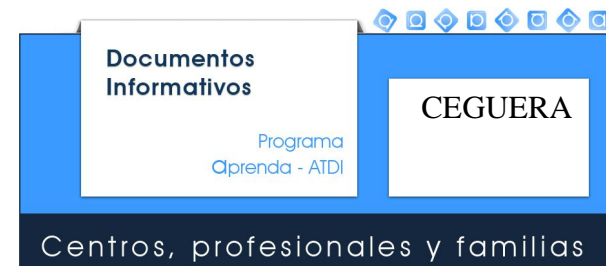 Documentos
Informativos
CEGUERA
Programa
aprenda - ATDI
Centros, profesionales y familias